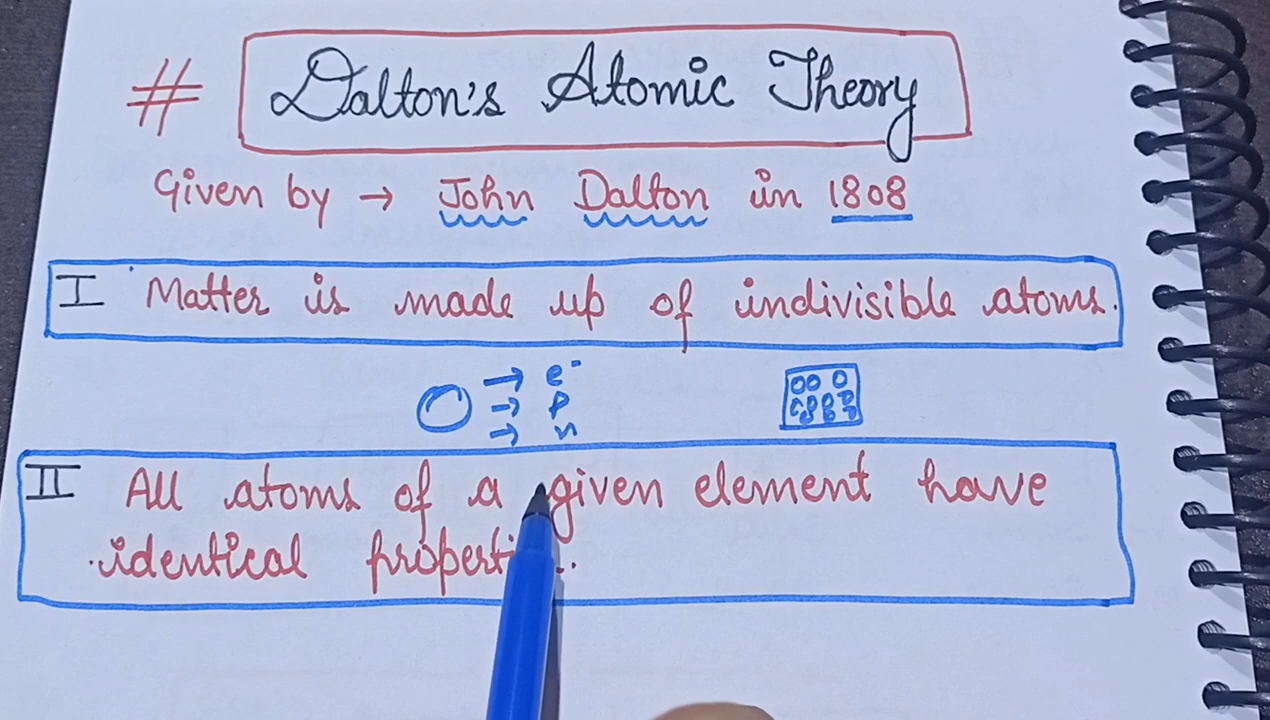 # Dalton's Atomic Theory
Given by → John Dalton in 1808
I Matter is made up of indivisible atoms.
→ e⁻
→ p
→ n
II All atoms of a given element have
identical